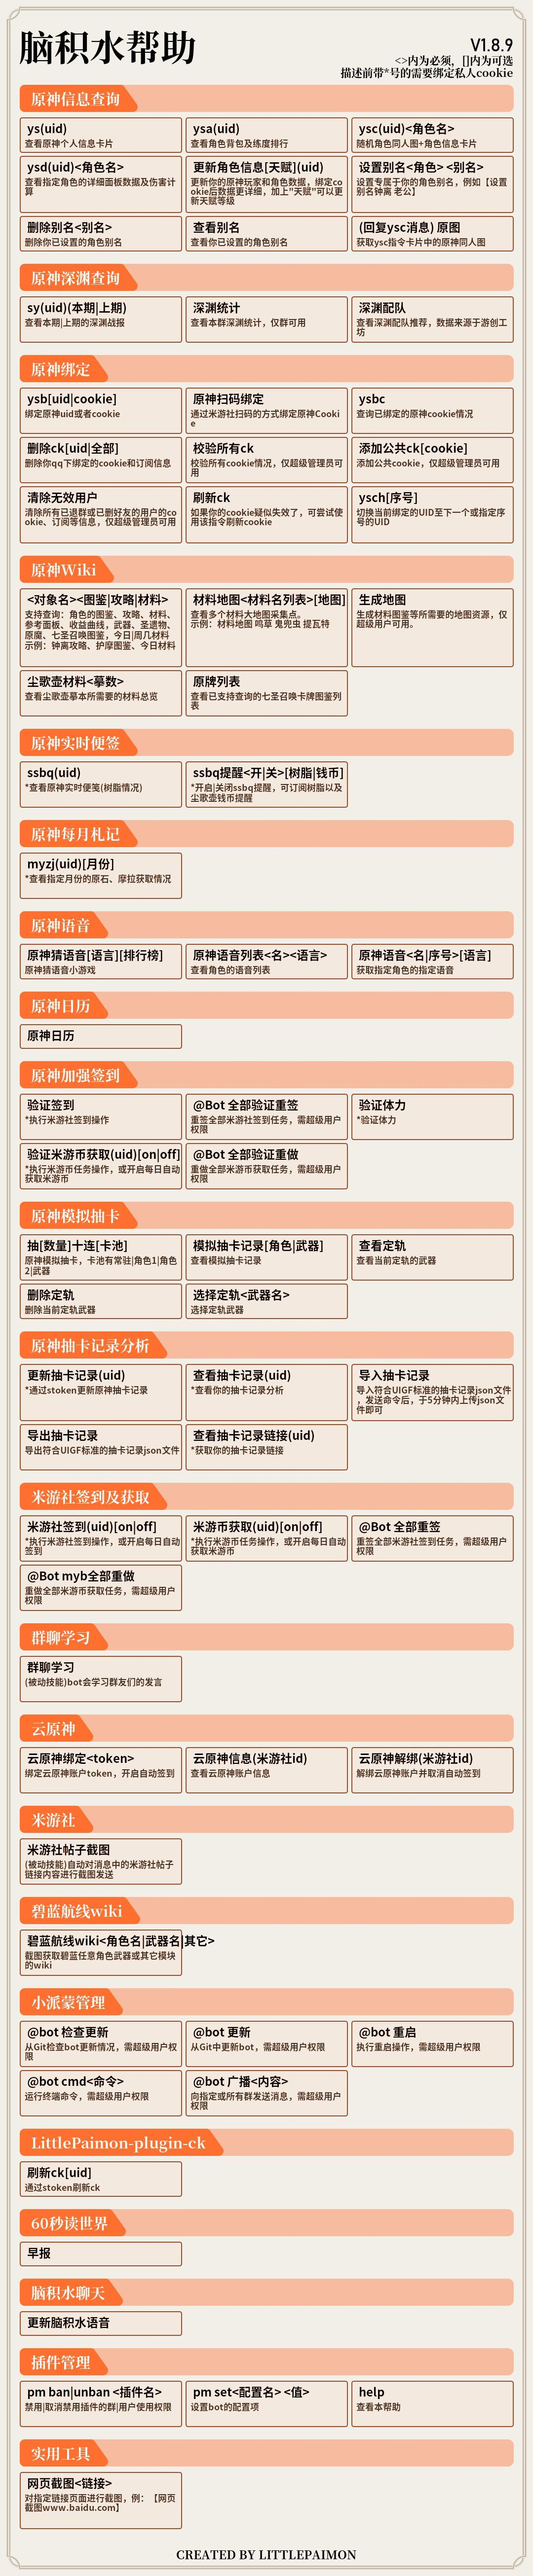 脑积水帮助
V1.8.9
<>内为必须，[]内为可选
描述前带*号的需要绑定私人cookie
原神信息查询
ys(uid)
查看原神个人信息卡片
ysa(uid)
查看角色背包及练度排行
ysc(uid)<角色名>
随机角色同人图+角色信息卡片
ysd(uid)<角色名>
查看指定角色的详细面板数据及伤害计
算
更新角色信息[天赋](uid)
更新你的原神玩家和角色数据，绑定co
okie后数据更详细，加上"天赋"可以更
新天赋等级
设置别名<角色> <别名>
设置专属于你的角色别名，例如【设置
别名钟离 老公】
删除别名<别名>
删除你已设置的角色别名
查看别名
查看你已设置的角色别名
(回复ysc消息) 原图
获取ysc指令卡片中的原神同人图
原神深渊查询
sy(uid)(本期|上期)
查看本期|上期的深渊战报
深渊统计
查看本群深渊统计，仅群可用
深渊配队
查看深渊配队推荐，数据来源于游创工
坊
原神绑定
ysb[uid|cookie]
绑定原神uid或者cookie
原神扫码绑定
通过米游社扫码的方式绑定原神Cooki
e
ysbc
查询已绑定的原神cookie情况
删除ck[uid|全部]
删除你qq下绑定的cookie和订阅信息
校验所有ck
校验所有cookie情况，仅超级管理员可
用
添加公共ck[cookie]
添加公共cookie，仅超级管理员可用
清除无效用户
清除所有已退群或已删好友的用户的co
okie、订阅等信息，仅超级管理员可用
刷新ck
如果你的cookie疑似失效了，可尝试使
用该指令刷新cookie
ysch[序号]
切换当前绑定的UID至下一个或指定序
号的UID
原神Wiki
<对象名><图鉴|攻略|材料>
支持查询：角色的图鉴、攻略、材料、
参考面板、收益曲线，武器、圣遗物、
原魔、七圣召唤图鉴，今日|周几材料
示例：钟离攻略、护摩图鉴、今日材料
材料地图<材料名列表>[地图]
查看多个材料大地图采集点。
示例：材料地图 鸣草 鬼兜虫 提瓦特
生成地图
生成材料图鉴等所需要的地图资源，仅
超级用户可用。
尘歌壶材料<摹数>
查看尘歌壶摹本所需要的材料总览
原牌列表
查看已支持查询的七圣召唤卡牌图鉴列
表
原神实时便签
ssbq(uid)
*查看原神实时便笺(树脂情况)
ssbq提醒<开|关>[树脂|钱币]
*开启|关闭ssbq提醒，可订阅树脂以及
尘歌壶钱币提醒
原神每月札记
myzj(uid)[月份]
*查看指定月份的原石、摩拉获取情况
原神语音
原神猜语音[语言][排行榜]
原神猜语音小游戏
原神语音列表<名><语言>
查看角色的语音列表
原神语音<名|序号>[语言]
获取指定角色的指定语音
原神日历
原神日历
原神加强签到
验证签到
*执行米游社签到操作
@Bot 全部验证重签
重签全部米游社签到任务，需超级用户
权限
验证体力
*验证体力
验证米游币获取(uid)[on|off]
*执行米游币任务操作，或开启每日自动
获取米游币
@Bot 全部验证重做
重做全部米游币获取任务，需超级用户
权限
原神模拟抽卡
抽[数量]十连[卡池]
原神模拟抽卡，卡池有常驻|角色1|角色
2|武器
模拟抽卡记录[角色|武器]
查看模拟抽卡记录
查看定轨
查看当前定轨的武器
删除定轨
删除当前定轨武器
选择定轨<武器名>
选择定轨武器
原神抽卡记录分析
更新抽卡记录(uid)
*通过stoken更新原神抽卡记录
查看抽卡记录(uid)
*查看你的抽卡记录分析
导入抽卡记录
导入符合UIGF标准的抽卡记录json文件
，发送命令后，于5分钟内上传json文
件即可
导出抽卡记录
导出符合UIGF标准的抽卡记录json文件
查看抽卡记录链接(uid)
*获取你的抽卡记录链接
米游社签到及获取
米游社签到(uid)[on|off]
*执行米游社签到操作，或开启每日自动
签到
米游币获取(uid)[on|off]
*执行米游币任务操作，或开启每日自动
获取米游币
@Bot 全部重签
重签全部米游社签到任务，需超级用户
权限
@Bot myb全部重做
重做全部米游币获取任务，需超级用户
权限
群聊学习
群聊学习
(被动技能)bot会学习群友们的发言
云原神
云原神绑定<token>
绑定云原神账户token，开启自动签到
云原神信息(米游社id)
查看云原神账户信息
云原神解绑(米游社id)
解绑云原神账户并取消自动签到
米游社
米游社帖子截图
(被动技能)自动对消息中的米游社帖子
链接内容进行截图发送
碧蓝航线wiki
碧蓝航线wiki<角色名|武器名|其它>
截图获取碧蓝任意角色武器或其它模块
的wiki
小派蒙管理
@bot 检查更新
从Git检查bot更新情况，需超级用户权
限
@bot 更新
从Git中更新bot，需超级用户权限
@bot 重启
执行重启操作，需超级用户权限
@bot cmd<命令>
运行终端命令，需超级用户权限
@bot 广播<内容>
向指定或所有群发送消息，需超级用户
权限
LittlePaimon-plugin-ck
刷新ck[uid]
通过stoken刷新ck
60秒读世界
早报
脑积水聊天
更新脑积水语音
插件管理
pm ban|unban <插件名>
禁用|取消禁用插件的群|用户使用权限
pm set<配置名> <值>
设置bot的配置项
help
查看本帮助
实用工具
网页截图<链接>
对指定链接页面进行截图，例：【网页
截图www.baidu.com】
CREATED BY LITTLEPAIMON